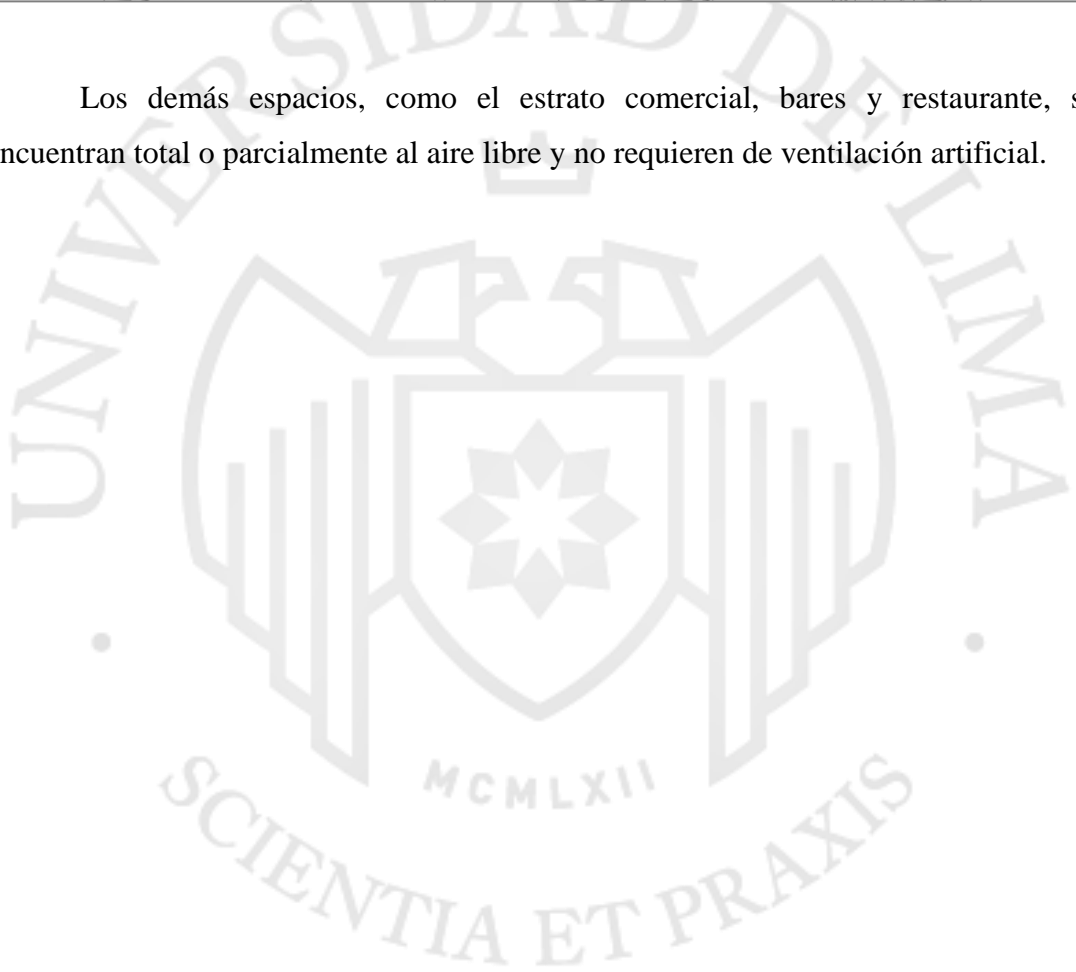 Los demás espacios, como el estrato comercial, bares y restaurante, s
ncuentran total o parcialmente al aire libre y no requieren de ventilación artificial.
UNIVERSIDAD DE LIMA
MCMLXII
SCIENTIA ET PRAXIS